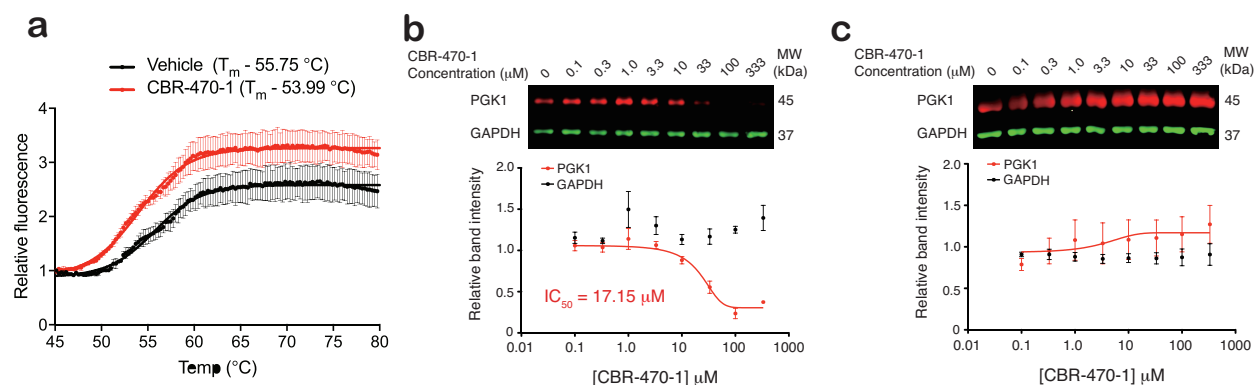 a
Vehicle (Tm - 55.75 °C)
CBR-470-1 (Tm - 53.99 °C)
Relative fluorescence
4
3
2
1
0
45 50 55 60 65 70 75 80
Temp (°C)
b
CBR-470-1
Concentration (µM)
0 0.1 0.3 1.0 3.3 10 33 100 333
MW
(kDa)
PGK1 45
GAPDH 37
PGK1
GAPDH
Relative band intensity
2.0
1.5
1.0
0.5
0
IC50 = 17.15 µM
0.01 0.1 1.0 10 100 1000
[CBR-470-1] µM
c
CBR-470-1
Concentration (µM)
0 0.1 0.3 1.0 3.3 10 33 100 333
MW
(kDa)
PGK1 45
GAPDH 37
PGK1
GAPDH
Relative band intensity
2.0
1.5
1.0
0.5
0
0.01 0.1 1.0 10 100 1000
[CBR-470-1] µM